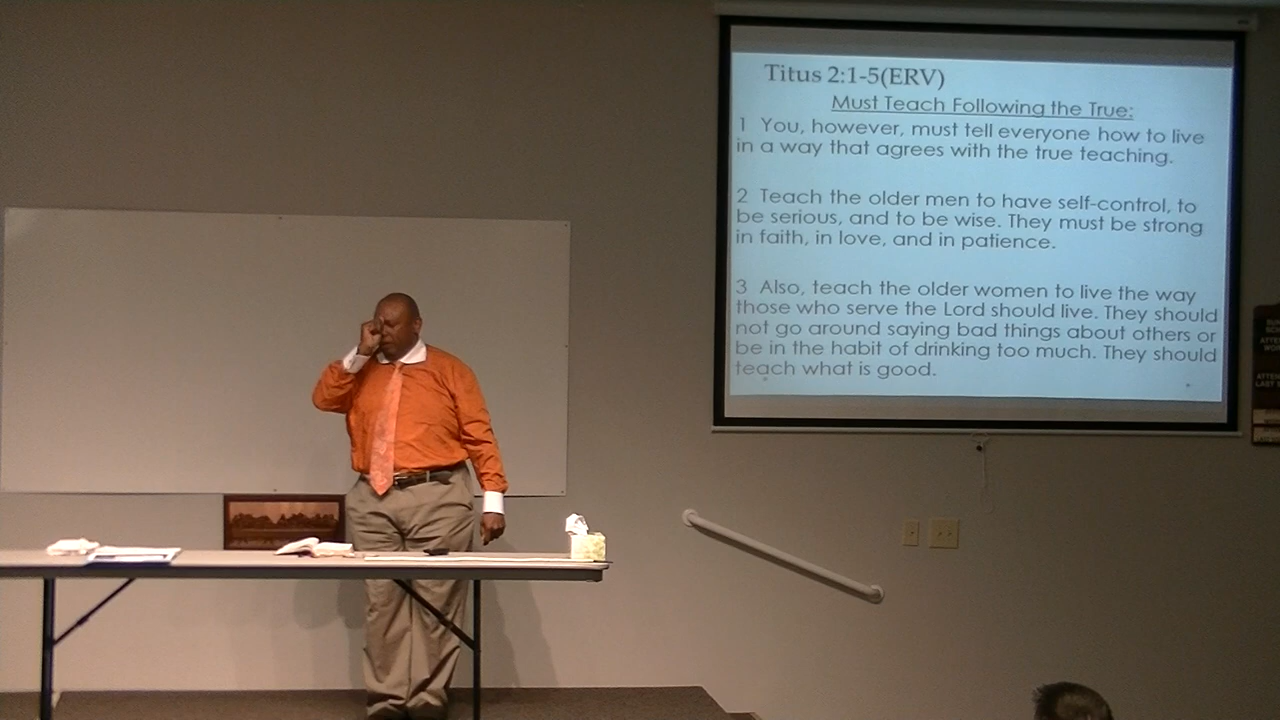 Titus 2:1-5(ERV)
Must Teach Following the True:
1 You, however, must tell everyone how to live
in a way that agrees with the true teaching.
2 Teach the older men to have self-control, to
be serious, and to be wise. They must be strong
in faith, in love, and in patience.
3 Also, teach the older women to live the way
those who serve the Lord should live. They should
not go around saying bad things about others or
be in the habit of drinking too much. They should
teach what is good.